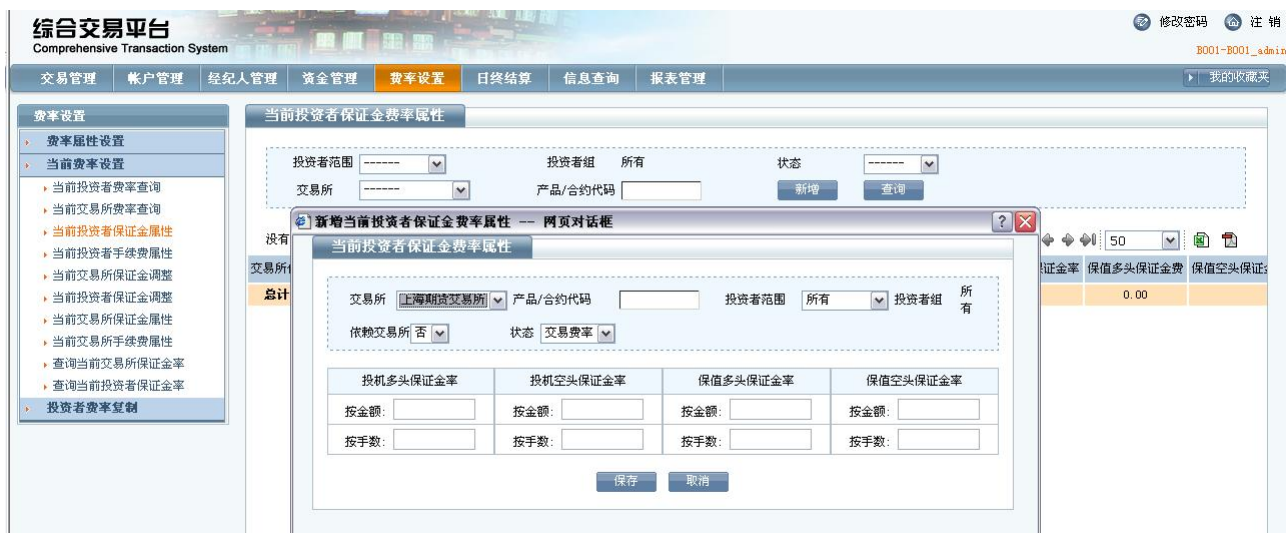 综合交易平台
Comprehensive Transaction System
修改密码 注 销
B001-B001_admin
交易管理 帐户管理 经纪人管理 资金管理 费率设置 日终结算 信息查询 报表管理 我的收藏夹
费率设置
费率属性设置
当前费率设置
当前投资者费率查询
当前交易所费率查询
当前投资者保证金属性
当前投资者手续费属性
当前交易所保证金调整
当前投资者保证金调整
当前交易所保证金属性
当前交易所手续费属性
查询当前交易所保证金率
查询当前投资者保证金率
投资者费率复制
当前投资者保证金费率属性
投资者范围 ------ 投资者组 所有 状态 ------
交易所 ------ 产品/合约代码 新增 查询
没有 50
交易所 证金率 保值多头保证金费 保值空头保证金
总计 0.00
新增当前投资者保证金费率属性 -- 网页对话框
当前投资者保证金费率属性
交易所 上海期货交易所 产品/合约代码 投资者范围 所有 投资者组 所有
依赖交易所 否 状态 交易费率
投机多头保证金率 投机空头保证金率 保值多头保证金率 保值空头保证金率
按金额: 按金额: 按金额: 按金额:
按手数: 按手数: 按手数: 按手数:
保存 取消